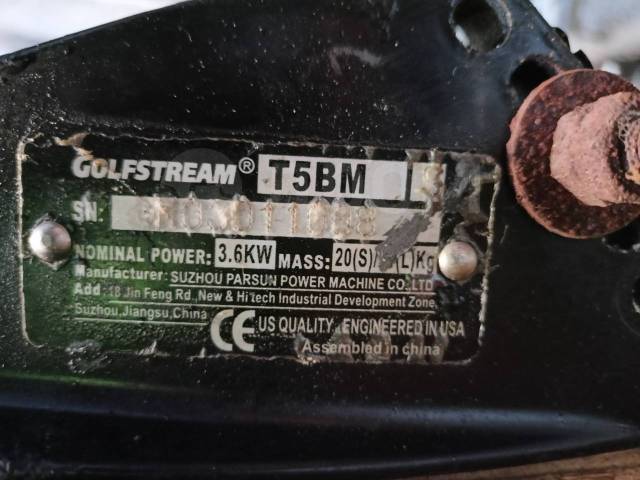 GOLFSTREAM® T5BM
SN:
NOMINAL POWER: 3.6KW MASS: 20(S)/ (L)Kg
Manufacturer: SUZHOU PARSUN POWER MACHINE CO.,LTD
Add:18 Jin Feng Rd.,New & Hi tech Industrial Development Zone,
Suzhou,Jiangsu,China
CE US QUALITY, ENGINEERED IN USA
Assembled in china